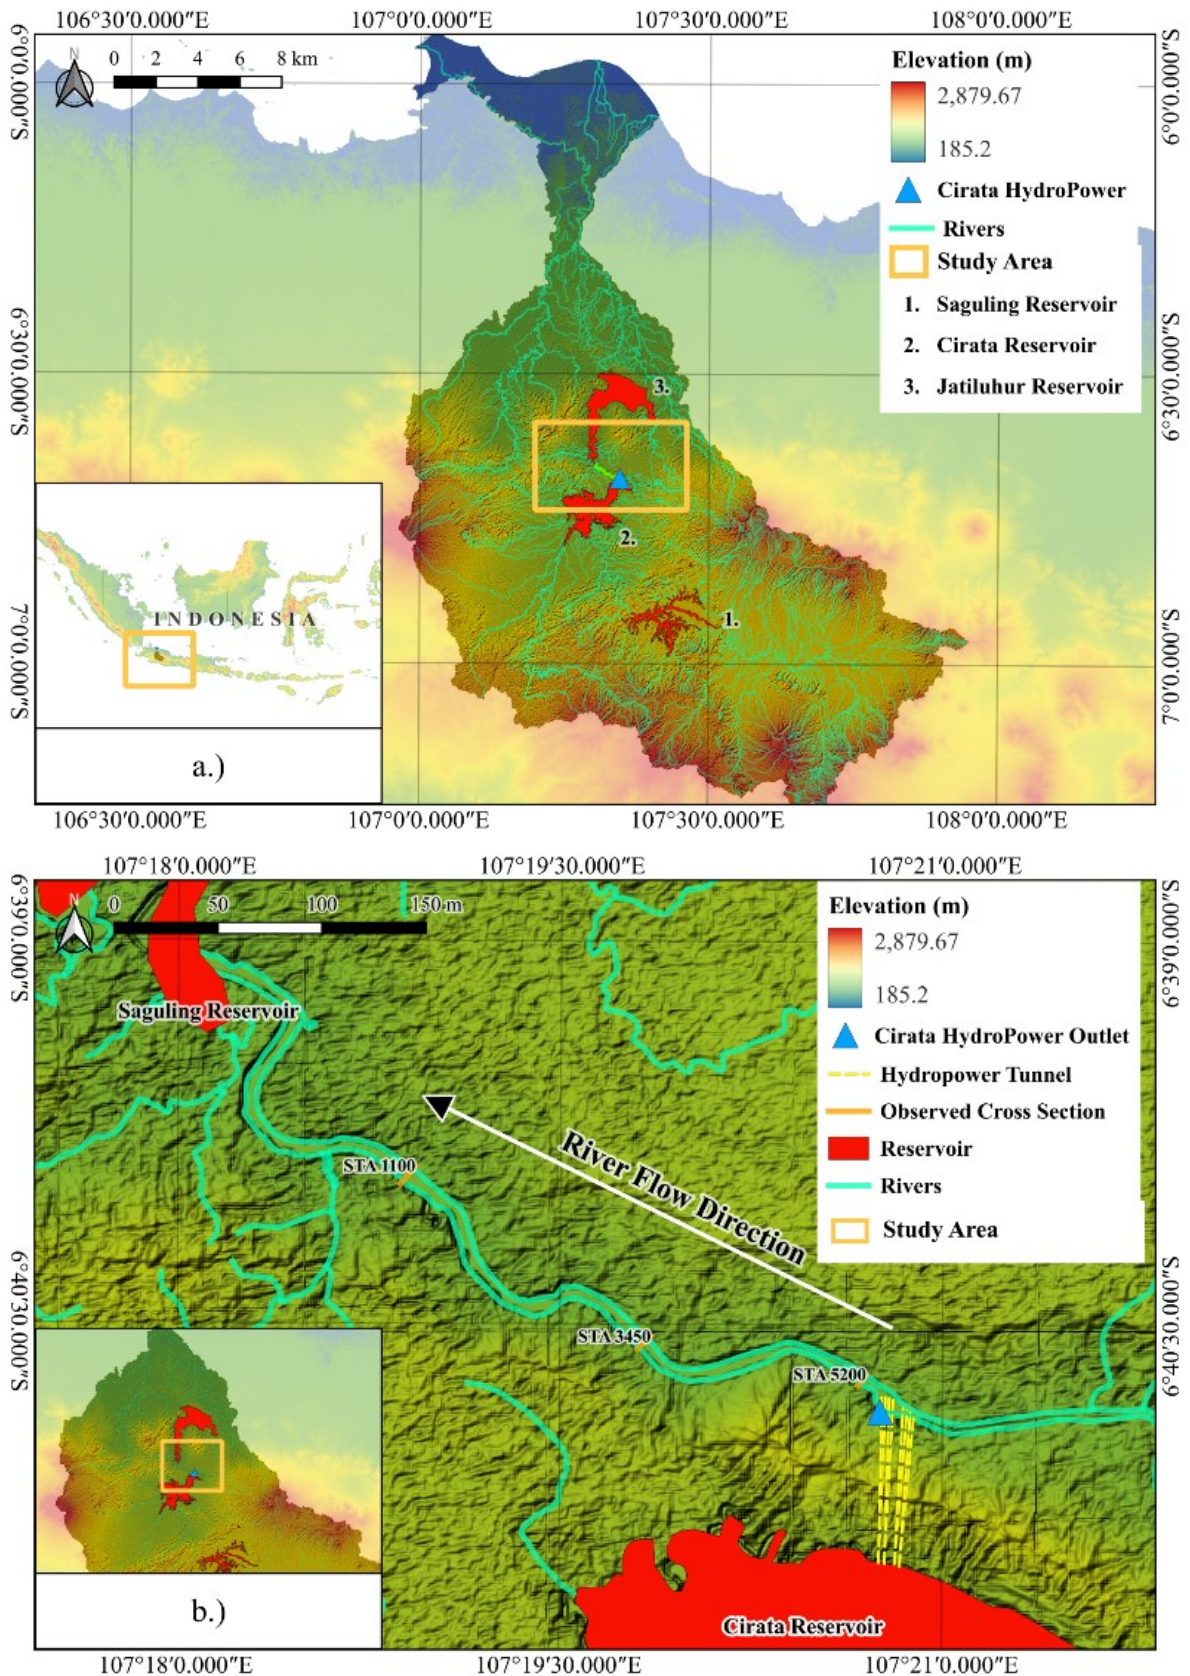 106°30′0.000″E 107°0′0.000″E 107°30′0.000″E 108°0′0.000″E
6°0′0.000″S
6°30′0.000″S
7°0′0.000″S
N
0 2 4 6 8 km
Elevation (m)
2,879.67
185.2
Cirata HydroPower
Rivers
Study Area
1. Saguling Reservoir
2. Cirata Reservoir
3. Jatiluhur Reservoir
6°0′0.000″S
6°30′0.000″S
7°0′0.000″S
3.
2.
1.
INDONESIA
a.)
106°30′0.000″E 107°0′0.000″E 107°30′0.000″E 108°0′0.000″E
107°18′0.000″E 107°19′30.000″E 107°21′0.000″E
6°39′0.000″S
6°40′30.000″S
N
0 50 100 150 m
Elevation (m)
2,879.67
185.2
Cirata HydroPower Outlet
Hydropower Tunnel
Observed Cross Section
Reservoir
Rivers
Study Area
6°39′0.000″S
6°40′30.000″S
Saguling Reservoir
STA 1100
River Flow Direction
STA 3450
STA 5200
Cirata Reservoir
b.)
107°18′0.000″E 107°19′30.000″E 107°21′0.000″E